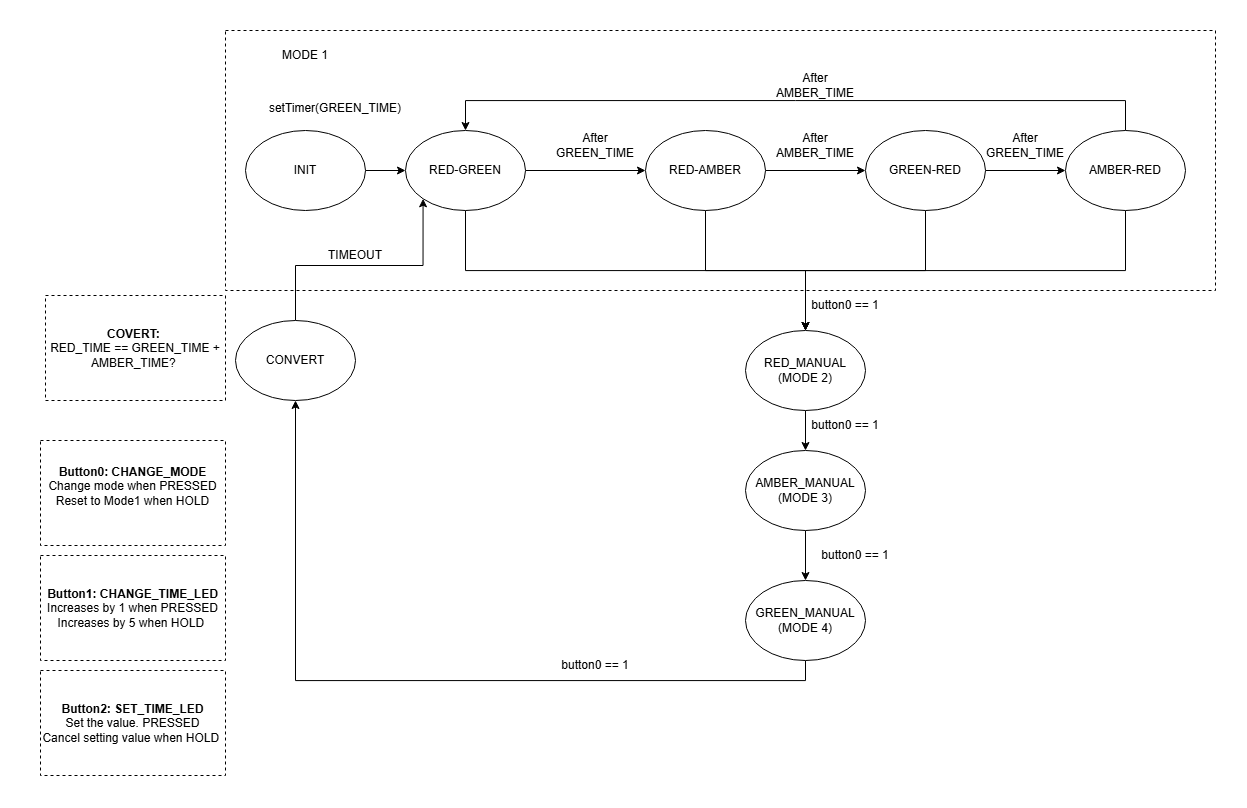 MODE 1
After
AMBER_TIME
setTimer(GREEN_TIME)
INIT
RED-GREEN
After
GREEN_TIME
RED-AMBER
After
AMBER_TIME
GREEN-RED
After
GREEN_TIME
AMBER-RED
TIMEOUT
button0 == 1
COVERT:
RED_TIME == GREEN_TIME +
AMBER_TIME?
CONVERT
RED_MANUAL
(MODE 2)
button0 == 1
Button0: CHANGE_MODE
Change mode when PRESSED
Reset to Mode1 when HOLD
AMBER_MANUAL
(MODE 3)
button0 == 1
Button1: CHANGE_TIME_LED
Increases by 1 when PRESSED
Increases by 5 when HOLD
GREEN_MANUAL
(MODE 4)
button0 == 1
Button2: SET_TIME_LED
Set the value. PRESSED
Cancel setting value when HOLD